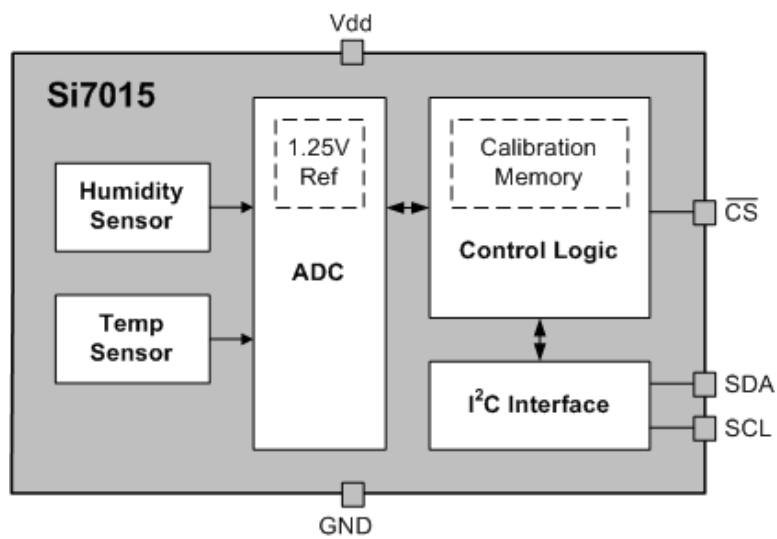 Vdd
Si7015
1.25V
Ref
Calibration
Memory
Humidity
Sensor
C̅S̅
ADC
Control Logic
Temp
Sensor
I²C Interface
SDA
SCL
GND